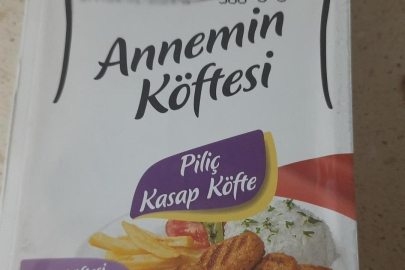 Annemin
Köftesi
Piliç
Kasap Köfte